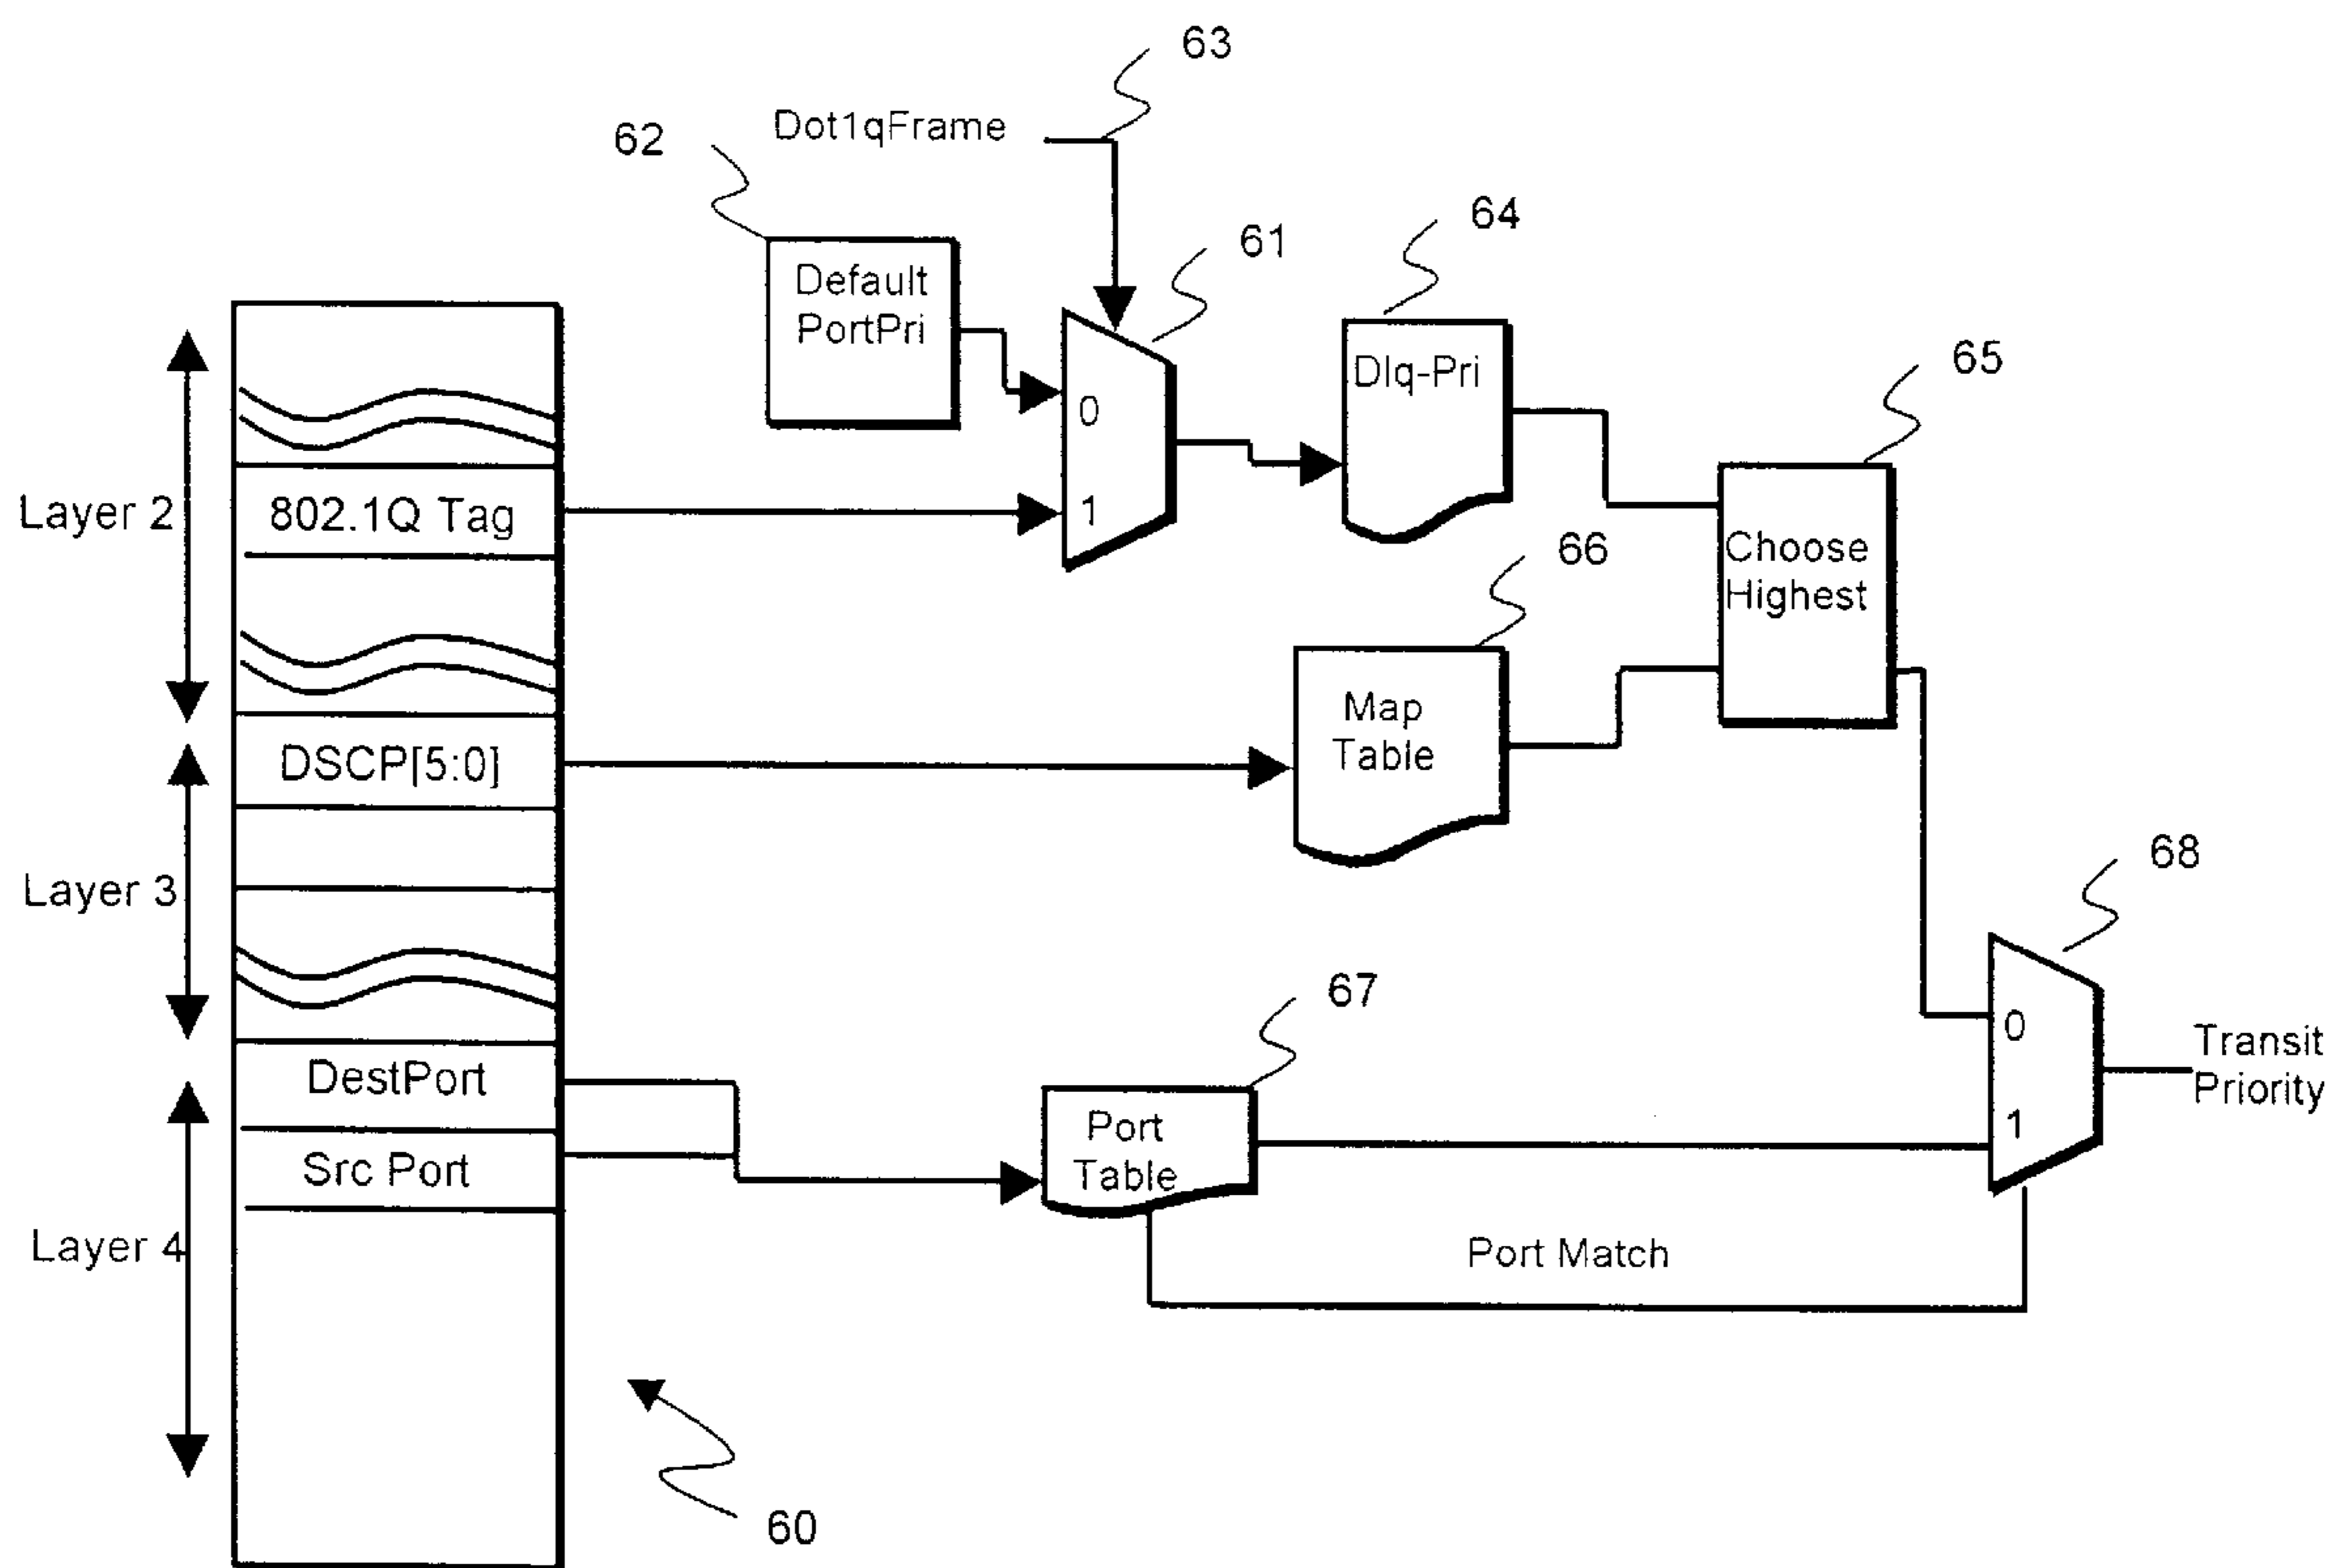 63
Dot1qFrame
62
64
61
Default
PortPri
65
Dlq-Pri
0
Layer 2
802.1Q Tag
1
66
Choose
Highest
Map
Table
DSCP[5:0]
68
Layer 3
67
0
Transit
Priority
DestPort
Port
Table
1
Src Port
Layer 4
Port Match
60